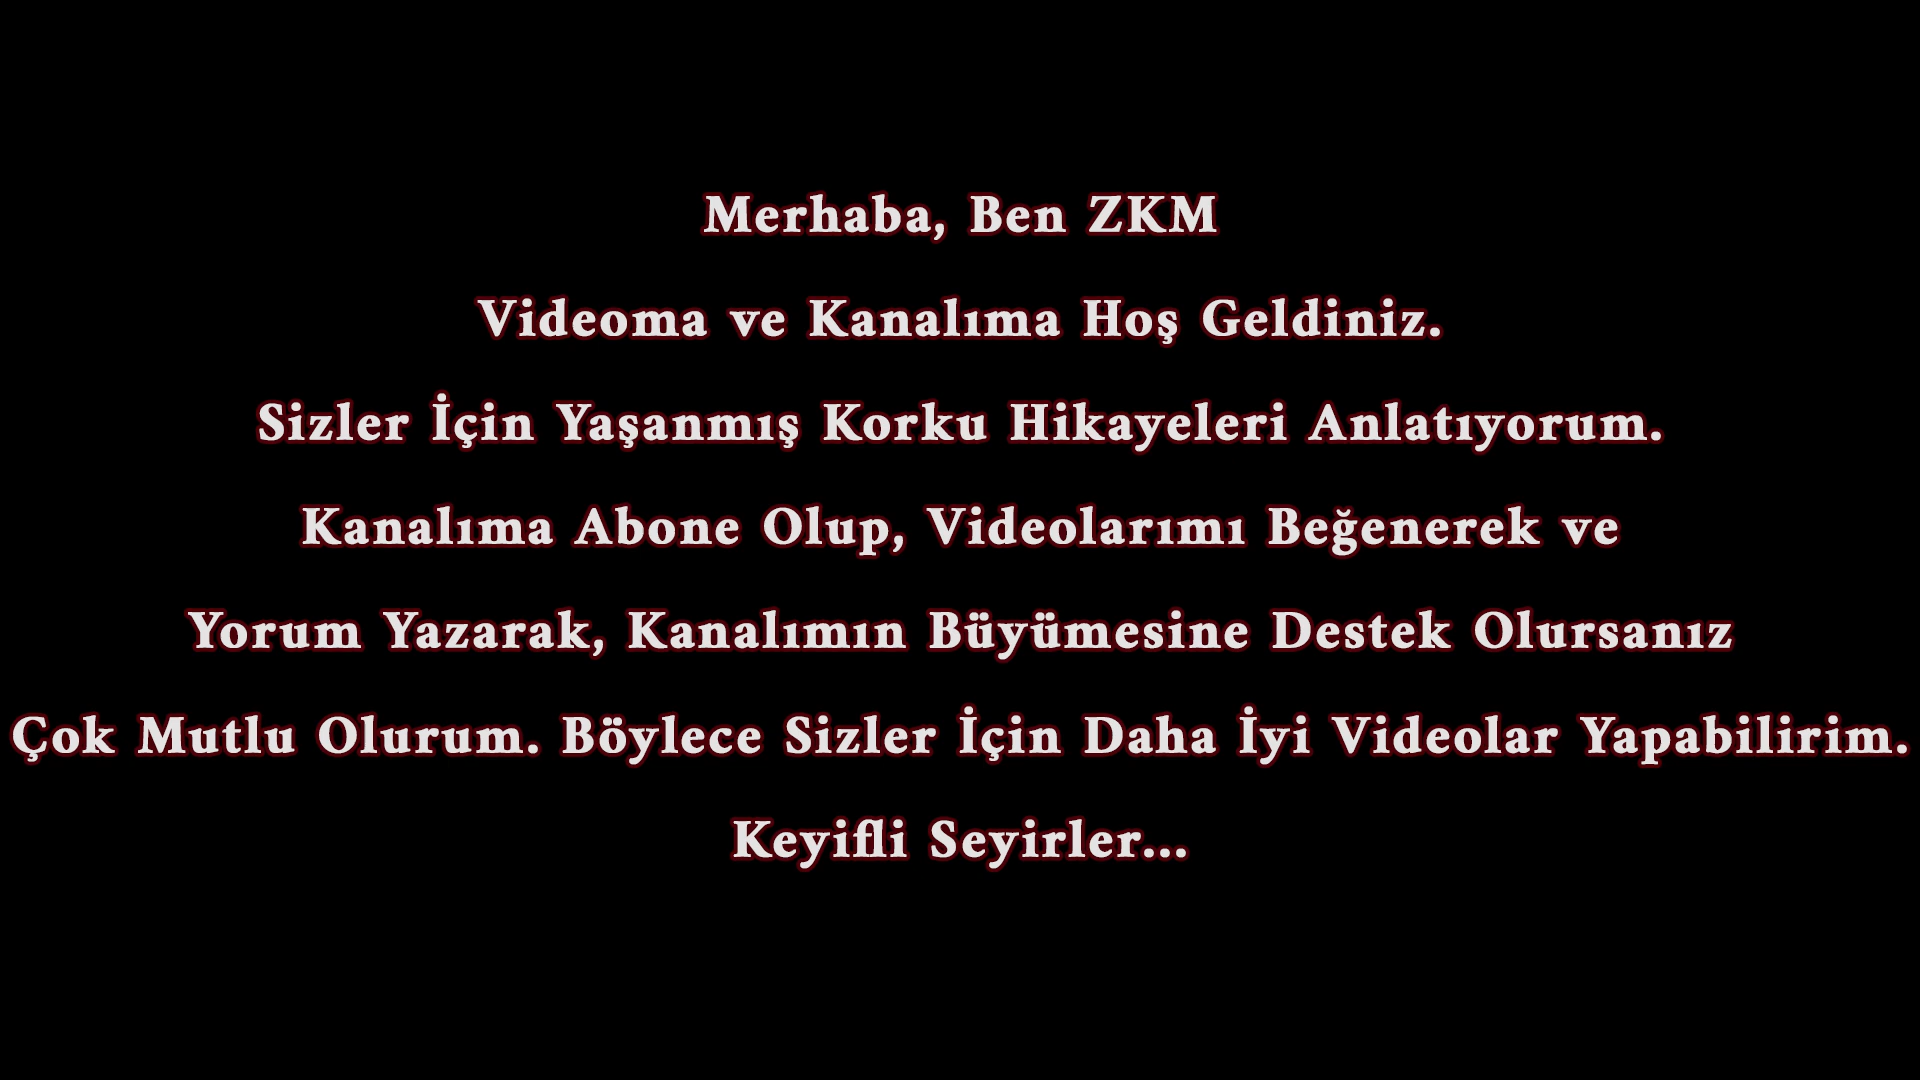 Merhaba, Ben ZKM
Videoma ve Kanalıma Hoş Geldiniz.
Sizler İçin Yaşanmış Korku Hikayeleri Anlatıyorum.
Kanalıma Abone Olup, Videolarımı Beğenerek ve
Yorum Yazarak, Kanalımın Büyümesine Destek Olursanız
Çok Mutlu Olurum. Böylece Sizler İçin Daha İyi Videolar Yapabilirim.
Keyifli Seyirler...